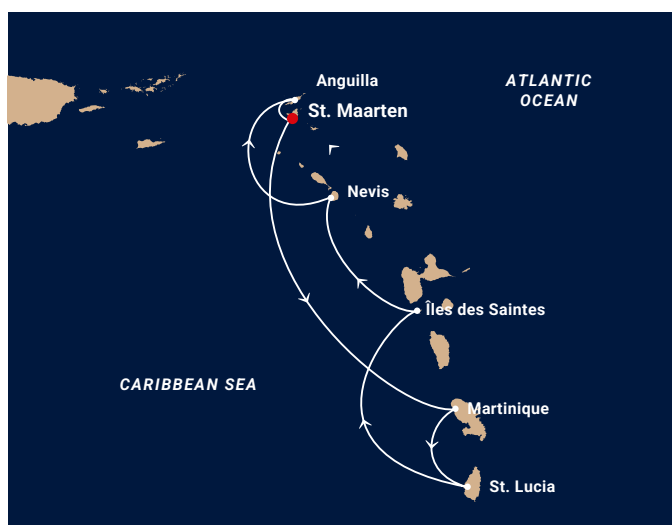 Anguilla
ATLANTIC
OCEAN
St. Maarten
Nevis
Îles des Saintes
CARIBBEAN SEA
Martinique
St. Lucia